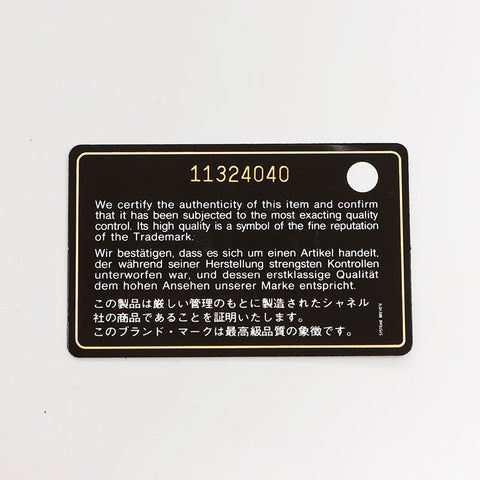 11324040
We certify the authenticity of this item and confirm
that it has been subjected to the most exacting quality
control. Its high quality is a symbol of the fine reputation
of the Trademark.
Wir bestätigen, dass es sich um einen Artikel handelt,
der während seiner Herstellung strengsten Kontrollen
unterworfen war, und dessen erstklassige Qualität
dem hohen Ansehen unserer Marke entspricht.
この製品は厳しい管理のもとに製造されたシャネル
社の商品であることを証明いたします。
このブランド・マークは最高級品質の象徴です。